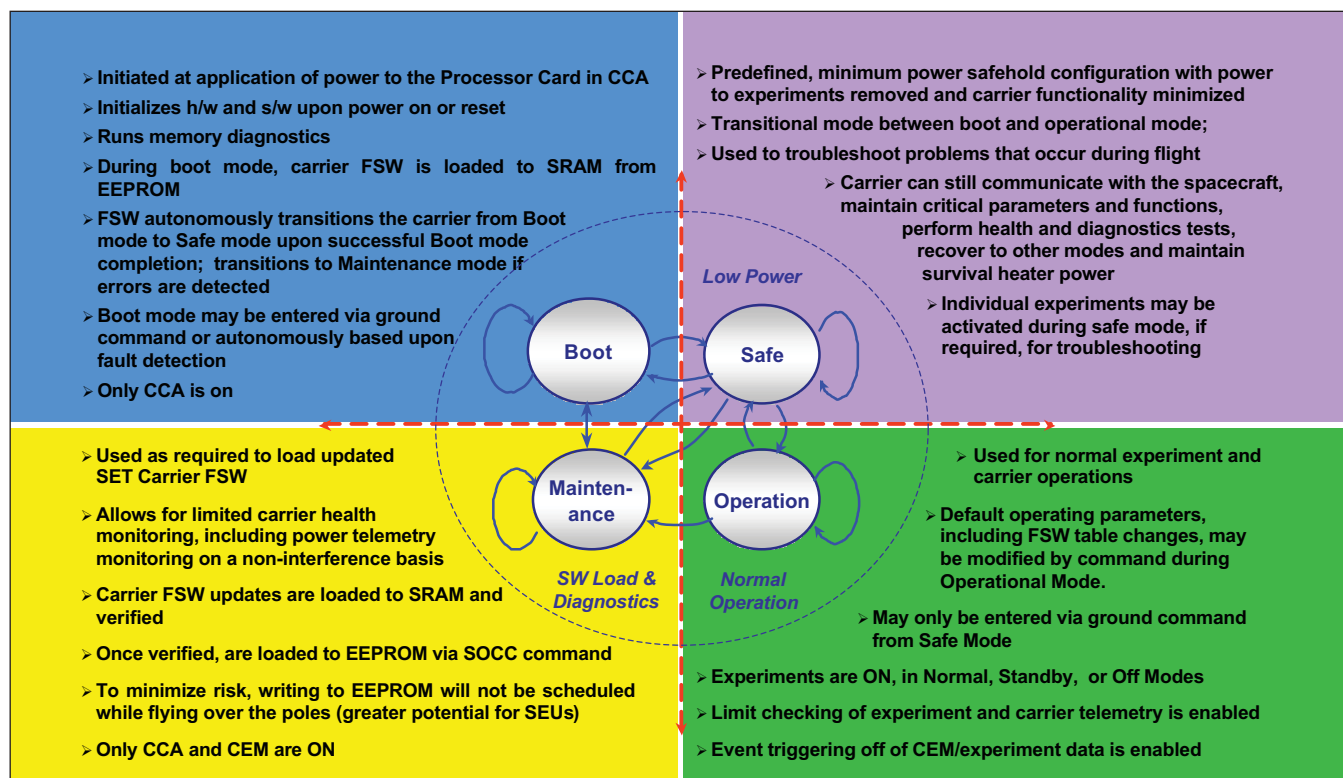 ➢ Initiated at application of power to the Processor Card in CCA
➢ Initializes h/w and s/w upon power on or reset
➢ Runs memory diagnostics
➢ During boot mode, carrier FSW is loaded to SRAM from
EEPROM
➢ FSW autonomously transitions the carrier from Boot
mode to Safe mode upon successful Boot mode
completion; transitions to Maintenance mode if
errors are detected
➢ Boot mode may be entered via ground
command or autonomously based upon
fault detection
➢ Only CCA is on
➢ Predefined, minimum power safehold configuration with power
to experiments removed and carrier functionality minimized
➢ Transitional mode between boot and operational mode;
➢ Used to troubleshoot problems that occur during flight
➢ Carrier can still communicate with the spacecraft,
maintain critical parameters and functions,
perform health and diagnostics tests,
recover to other modes and maintain
survival heater power
➢ Individual experiments may be
activated during safe mode, if
required, for troubleshooting
Low Power
Boot
Safe
Mainten-
ance
Operation
SW Load &
Diagnostics
Normal
Operation
➢ Used as required to load updated
SET Carrier FSW
➢ Allows for limited carrier health
monitoring, including power telemetry
monitoring on a non-interference basis
➢ Carrier FSW updates are loaded to SRAM and
verified
➢ Once verified, are loaded to EEPROM via SOCC command
➢ To minimize risk, writing to EEPROM will not be scheduled
while flying over the poles (greater potential for SEUs)
➢ Only CCA and CEM are ON
➢ Used for normal experiment and
carrier operations
➢ Default operating parameters,
including FSW table changes, may
be modified by command during
Operational Mode.
➢ May only be entered via ground command
from Safe Mode
➢ Experiments are ON, in Normal, Standby, or Off Modes
➢ Limit checking of experiment and carrier telemetry is enabled
➢ Event triggering off of CEM/experiment data is enabled